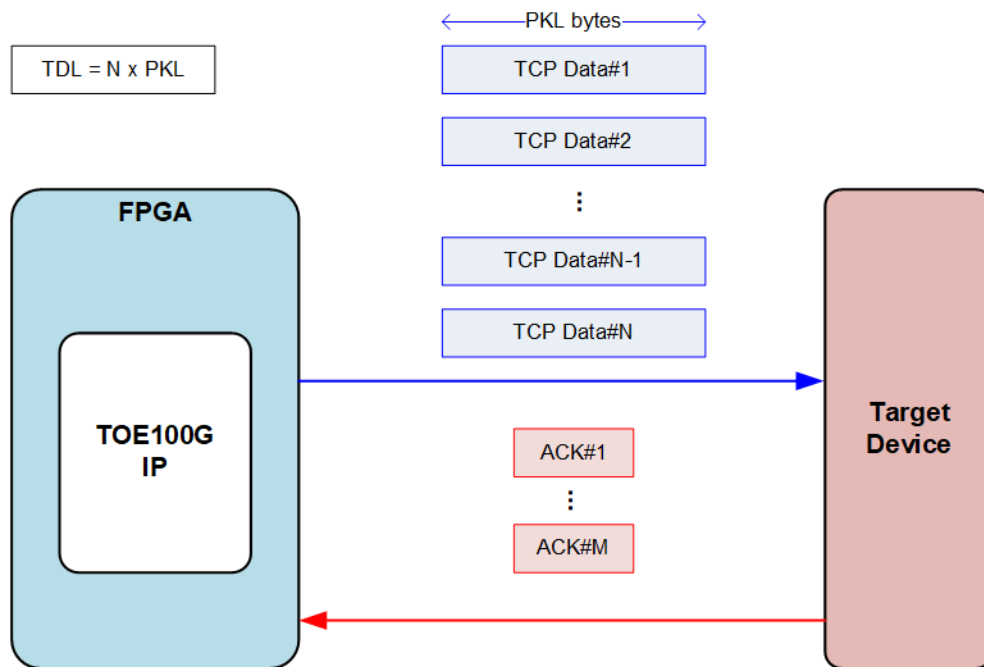 PKL bytes
TDL = N x PKL
TCP Data#1
TCP Data#2
⋮
TCP Data#N-1
TCP Data#N
FPGA
TOE100G
IP
ACK#1
⋮
ACK#M
Target
Device